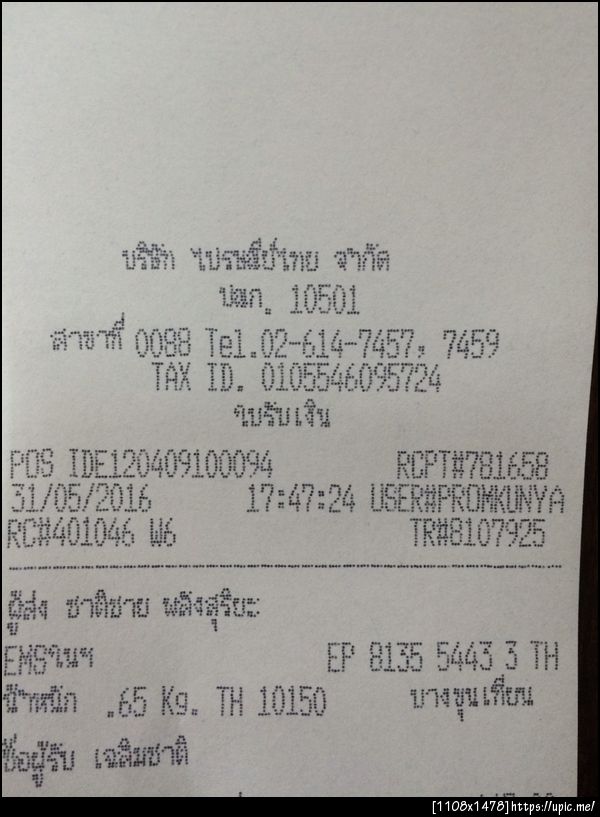 บริษัท ไปรษณีย์ไทย จำกัด
ปณก. 10501
สาขาที่ 0088 Tel.02-614-7457, 7459
TAX ID. 0105546095724
ใบรับเงิน
POS IDE120409100094 RCPT#781658
31/05/2016 17:47:24 USER#PROMKUNYA
RC#401046 W6 TR#8107925
ผู้ส่ง ชาติชาย พลังสุริยะ
EMSในฯ EP 8135 5443 3 TH
น้ำหนัก .65 Kg. TH 10150 บางขุนเทียน
ชื่อผู้รับ เฉลิมชาติ
[1108x1478]https://upic.me/